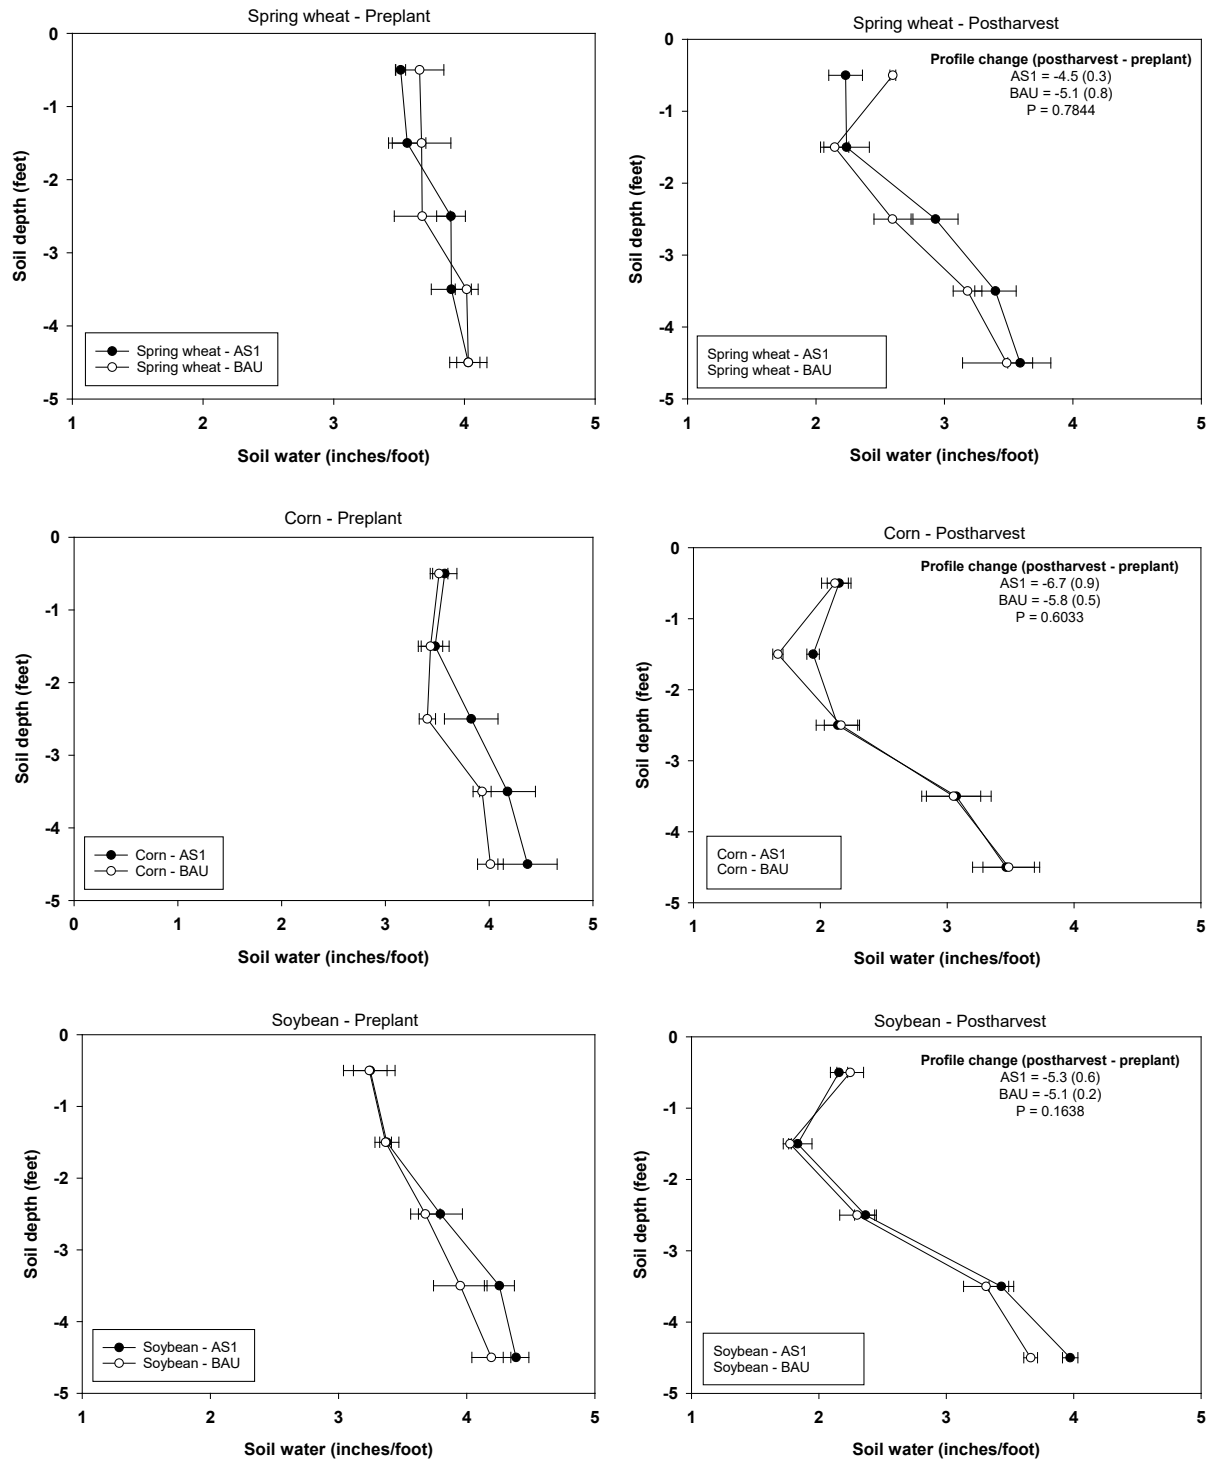 Spring wheat - Preplant
0
-1
-2
-3
-4
-5
Soil depth (feet)
Spring wheat - AS1
Spring wheat - BAU
1 2 3 4 5
Soil water (inches/foot)
Spring wheat - Postharvest
0
-1
-2
-3
-4
-5
Soil depth (feet)
Profile change (postharvest - preplant)
AS1 = -4.5 (0.3)
BAU = -5.1 (0.8)
P = 0.7844
Spring wheat - AS1
Spring wheat - BAU
1 2 3 4 5
Soil water (inches/foot)
Corn - Preplant
0
-1
-2
-3
-4
-5
Soil depth (feet)
Corn - AS1
Corn - BAU
0 1 2 3 4 5
Soil water (inches/foot)
Corn - Postharvest
0
-1
-2
-3
-4
-5
Soil depth (feet)
Profile change (postharvest - preplant)
AS1 = -6.7 (0.9)
BAU = -5.8 (0.5)
P = 0.6033
Corn - AS1
Corn - BAU
1 2 3 4 5
Soil water (inches/foot)
Soybean - Preplant
0
-1
-2
-3
-4
-5
Soil depth (feet)
Soybean - AS1
Soybean - BAU
1 2 3 4 5
Soil water (inches/foot)
Soybean - Postharvest
0
-1
-2
-3
-4
-5
Soil depth (feet)
Profile change (postharvest - preplant)
AS1 = -5.3 (0.6)
BAU = -5.1 (0.2)
P = 0.1638
Soybean - AS1
Soybean - BAU
1 2 3 4 5
Soil water (inches/foot)